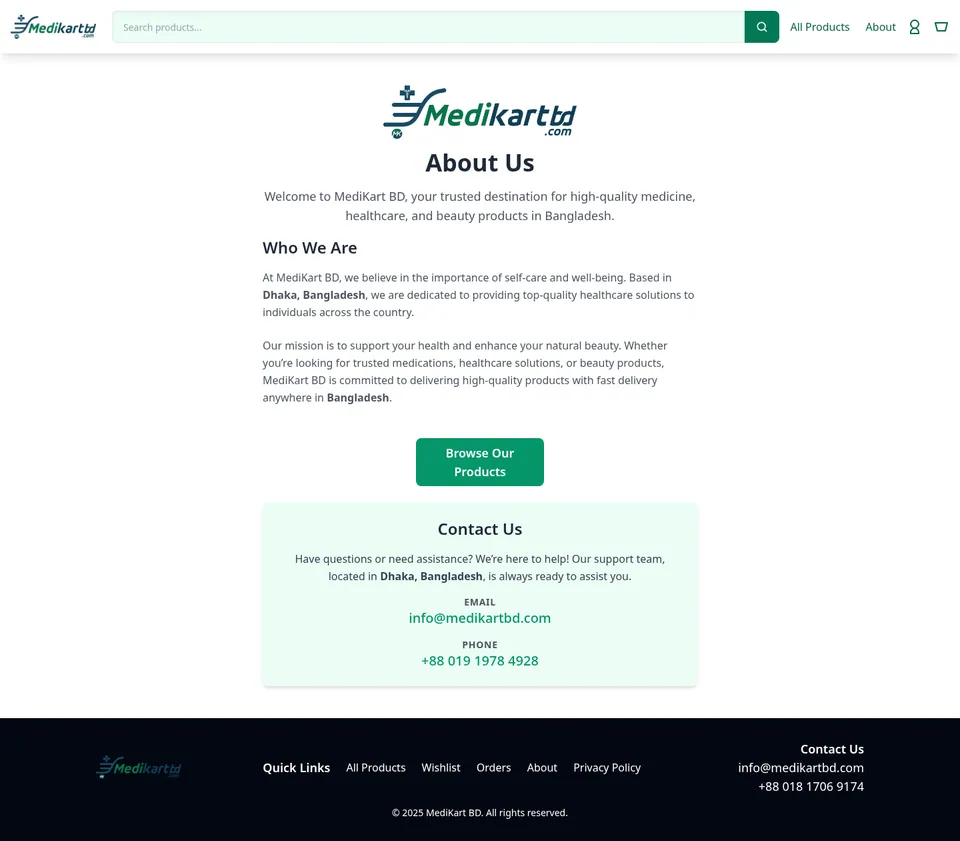 Medikartbd
.com
Search products...
All Products
About
Medikartbd
.com
MK
About Us
Welcome to MediKart BD, your trusted destination for high-quality medicine,
healthcare, and beauty products in Bangladesh.
Who We Are
At MediKart BD, we believe in the importance of self-care and well-being. Based in
Dhaka, Bangladesh, we are dedicated to providing top-quality healthcare solutions to
individuals across the country.
Our mission is to support your health and enhance your natural beauty. Whether
you’re looking for trusted medications, healthcare solutions, or beauty products,
MediKart BD is committed to delivering high-quality products with fast delivery
anywhere in Bangladesh.
Browse Our
Products
Contact Us
Have questions or need assistance? We’re here to help! Our support team,
located in Dhaka, Bangladesh, is always ready to assist you.
EMAIL
info@medikartbd.com
PHONE
+88 019 1978 4928
Medikartbd
.com
Quick Links
All Products
Wishlist
Orders
About
Privacy Policy
Contact Us
info@medikartbd.com
+88 018 1706 9174
© 2025 MediKart BD. All rights reserved.